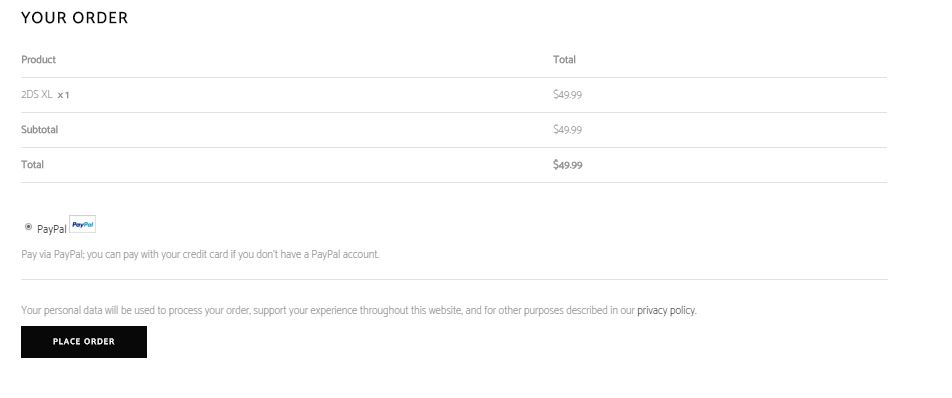 YOUR ORDER
Product Total
2DS XL x 1 $49.99
Subtotal $49.99
Total $49.99
PayPal PayPal
Pay via PayPal; you can pay with your credit card if you don't have a PayPal account.
Your personal data will be used to process your order, support your experience throughout this website, and for other purposes described in our privacy policy.
PLACE ORDER